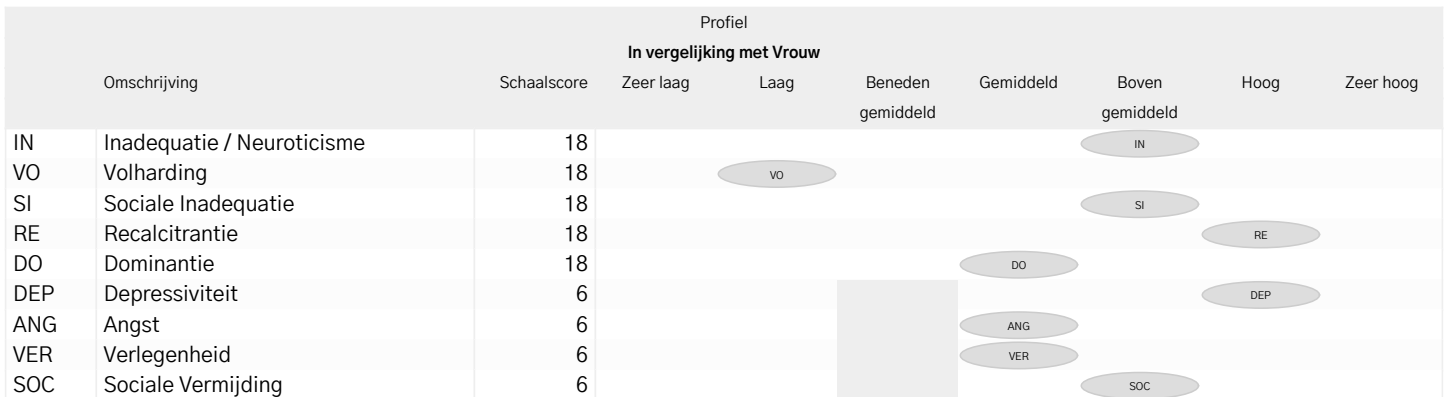 Profiel
In vergelijking met Vrouw
Omschrijving Schaalscore Zeer laag Laag Beneden gemiddeld Gemiddeld Boven gemiddeld Hoog Zeer hoog
IN Inadequatie / Neuroticisme 18 IN
VO Volharding 18 VO
SI Sociale Inadequatie 18 SI
RE Recalcitrantie 18 RE
DO Dominantie 18 DO
DEP Depressiviteit 6 DEP
ANG Angst 6 ANG
VER Verlegenheid 6 VER
SOC Sociale Vermijding 6 SOC